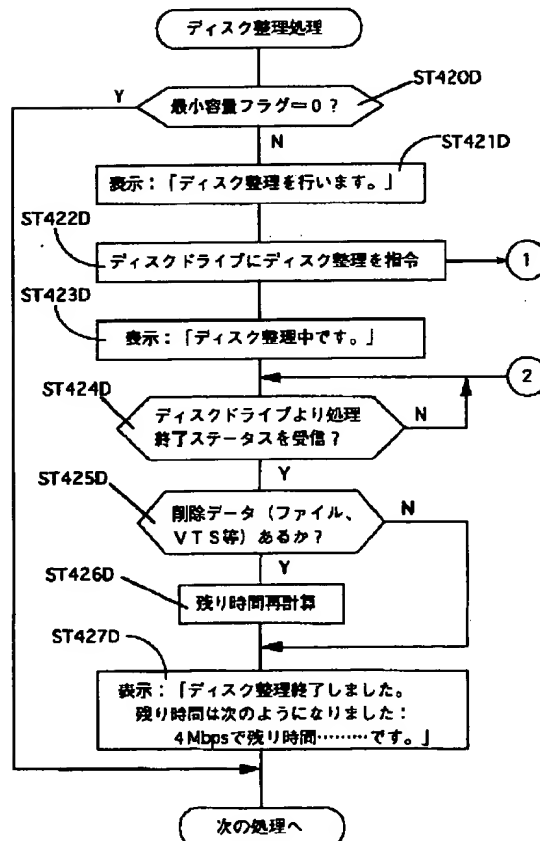 ディスク整理処理
ST420D
Y
最小容量フラグ=0?
N
ST421D
表示:「ディスク整理を行います。」
ST422D
ディスクドライブにディスク整理を指令
1
ST423D
表示:「ディスク整理中です。」
2
ST424D
ディスクドライブより処理
終了ステータスを受信?
N
Y
ST425D
削除データ(ファイル、
VTS等)あるか?
N
Y
ST426D
残り時間再計算
ST427D
表示:「ディスク整理終了しました。
残り時間は次のようになりました:
4Mbpsで残り時間………です。」
次の処理へ